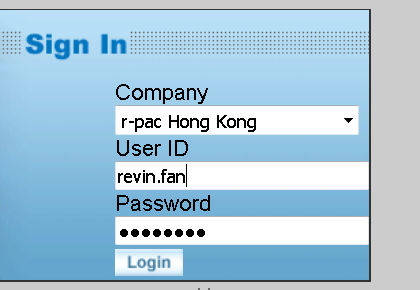 Sign In
Company
r-pac Hong Kong
User ID
revin.fan
Password
●●●●●●●●
Login